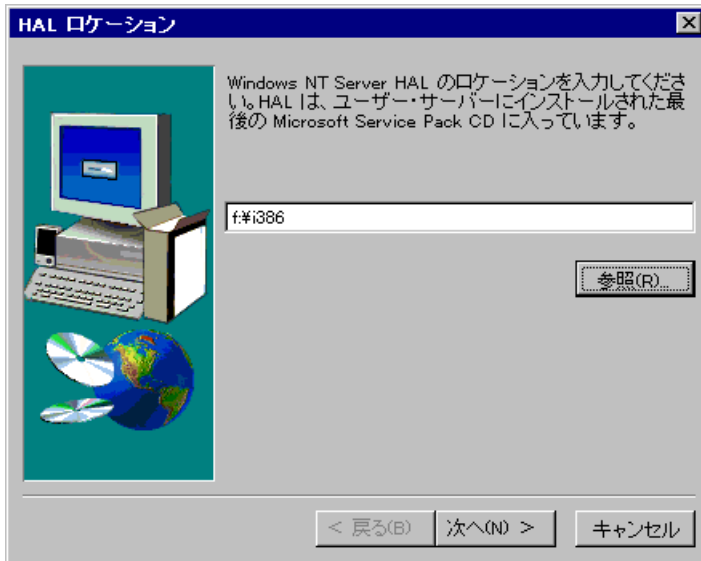 HAL ロケーション
Windows NT Server HAL のロケーションを入力してくださ
い。HAL は、ユーザー・サーバーにインストールされた最
後の Microsoft Service Pack CD に入っています。
f:¥i386
参照(R)...
< 戻る(B)
次へ(N) >
キャンセル